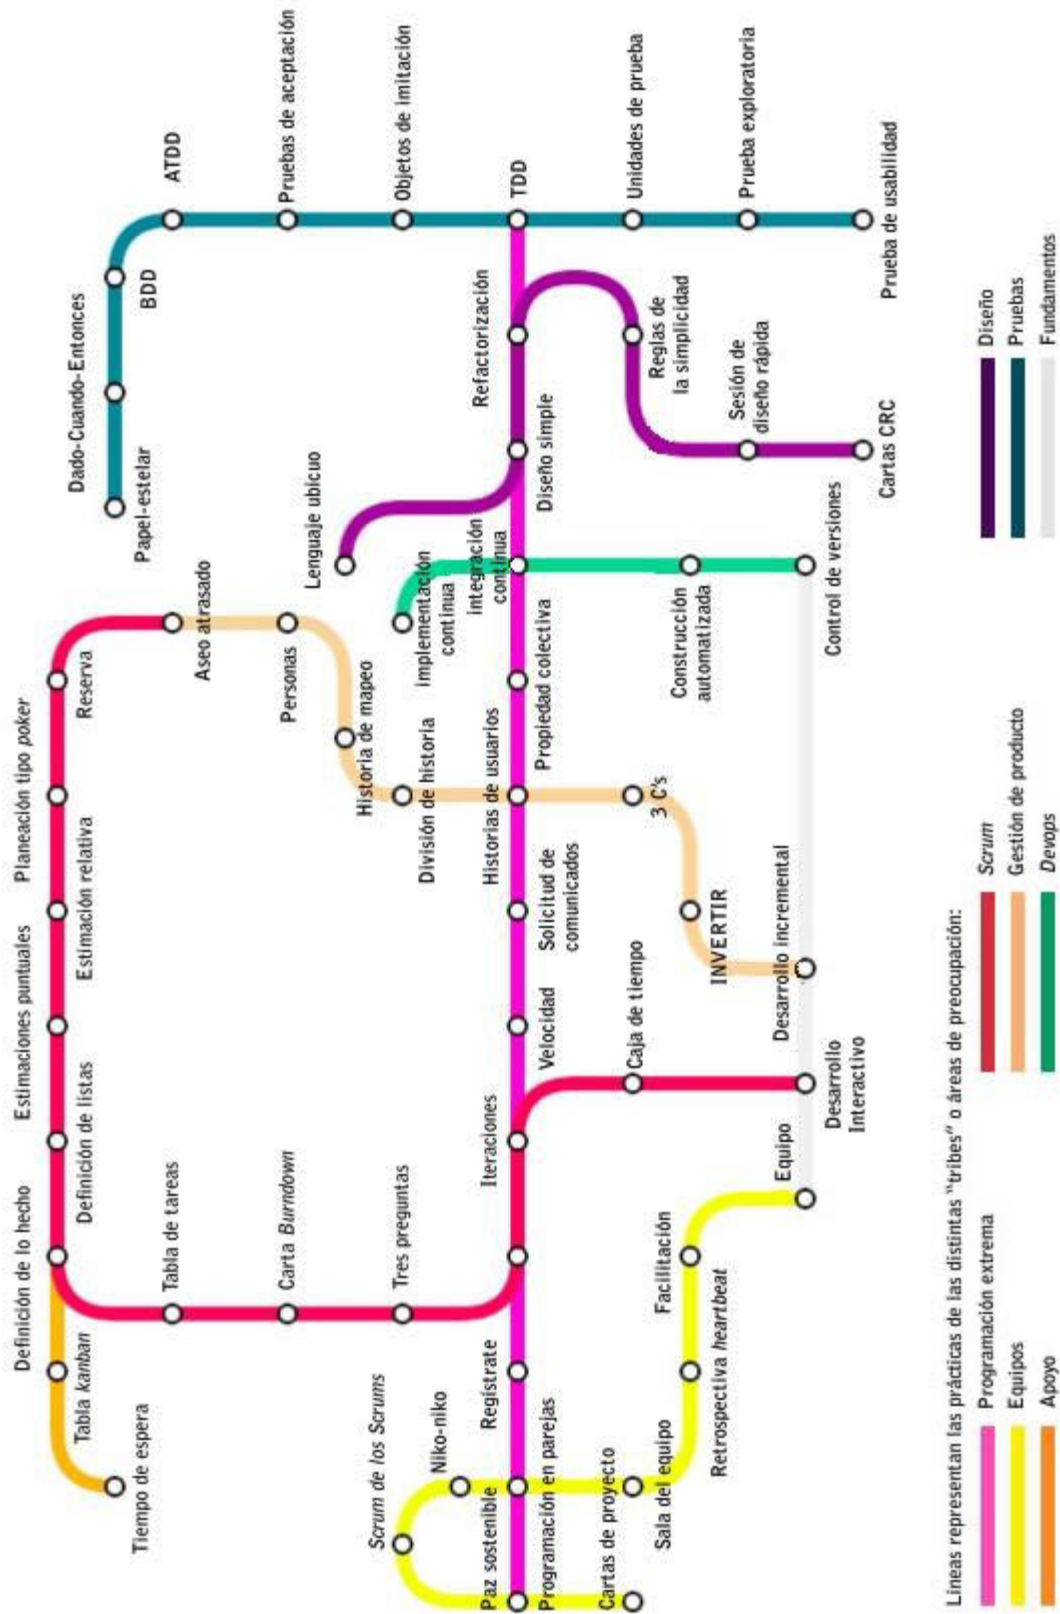 Definición de lo hecho
Estimaciones puntuales
Planeación tipo poker
Tabla kanban
Definición de listas
Estimación relativa
Reserva
Dado-Cuando-Entonces
BDD
Tiempo de espera
Papel-estelar
ATDD
Tabla de tareas
Aseo atrasado
Carta Burndown
Personas
Pruebas de aceptación
Lenguaje ubicuo
Historia de mapeo
Scrum de los Scrums
Tres preguntas
División de historia
implementación
continua
Objetos de imitación
Niko-niko
Paz sostenible
Regístrate
Iteraciones
Historias de usuarios
integración
continua
Refactorización
TDD
Programación en parejas
Velocidad
Solicitud de
comunicados
Propiedad colectiva
Diseño simple
Cartas de proyecto
Sala del equipo
Caja de tiempo
3 C's
Reglas de
la simplicidad
Unidades de prueba
Facilitación
Retrospectiva heartbeat
INVERTIR
Construcción
automatizada
Sesión de
diseño rápida
Prueba exploratoria
Equipo
Desarrollo
Interactivo
Desarrollo incremental
Control de versiones
Cartas CRC
Prueba de usabilidad
Líneas representan las prácticas de las distintas "tribes" o áreas de preocupación:
Programación extrema
Scrum
Diseño
Equipos
Gestión de producto
Pruebas
Apoyo
Devops
Fundamentos